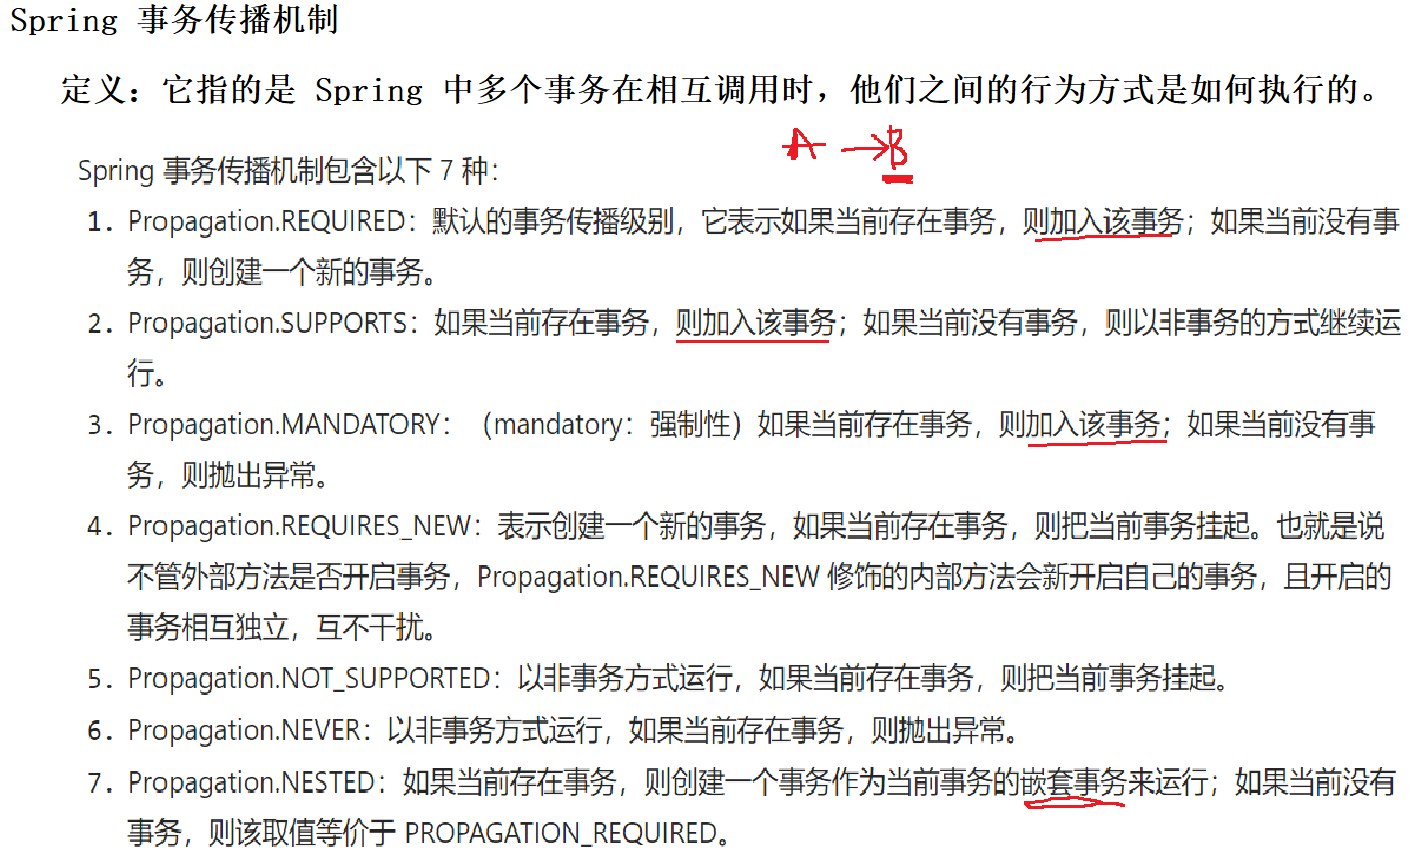 Spring 事务传播机制
定义：它指的是 Spring 中多个事务在相互调用时，他们之间的行为方式是如何执行的。
A → B
Spring 事务传播机制包含以下 7 种：
1. Propagation.REQUIRED：默认的事务传播级别，它表示如果当前存在事务，则加入该事务；如果当前没有事
务，则创建一个新的事务。
2. Propagation.SUPPORTS：如果当前存在事务，则加入该事务；如果当前没有事务，则以非事务的方式继续运
行。
3. Propagation.MANDATORY：（mandatory：强制性）如果当前存在事务，则加入该事务；如果当前没有事
务，则抛出异常。
4. Propagation.REQUIRES_NEW：表示创建一个新的事务，如果当前存在事务，则把当前事务挂起。也就是说
不管外部方法是否开启事务，Propagation.REQUIRES_NEW 修饰的内部方法会新开启自己的事务，且开启的
事务相互独立，互不干扰。
5. Propagation.NOT_SUPPORTED：以非事务方式运行，如果当前存在事务，则把当前事务挂起。
6. Propagation.NEVER：以非事务方式运行，如果当前存在事务，则抛出异常。
7. Propagation.NESTED：如果当前存在事务，则创建一个事务作为当前事务的嵌套事务来运行；如果当前没有
事务，则该取值等价于 PROPAGATION_REQUIRED。